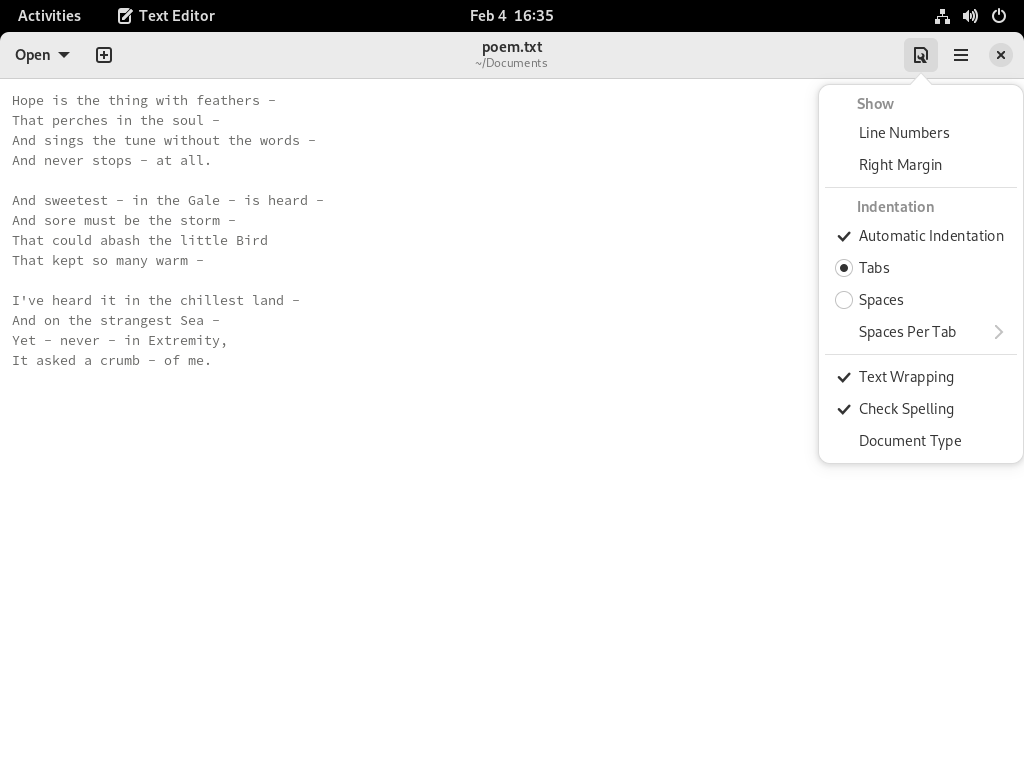 Activities
Text Editor
Feb 4 16:35
Open
poem.txt
~/Documents
Hope is the thing with feathers –
That perches in the soul –
And sings the tune without the words –
And never stops – at all.
And sweetest – in the Gale – is heard –
And sore must be the storm –
That could abash the little Bird
That kept so many warm –
I've heard it in the chillest land –
And on the strangest Sea –
Yet – never – in Extremity,
It asked a crumb – of me.
Show
Line Numbers
Right Margin
Indentation
Automatic Indentation
Tabs
Spaces
Spaces Per Tab
Text Wrapping
Check Spelling
Document Type